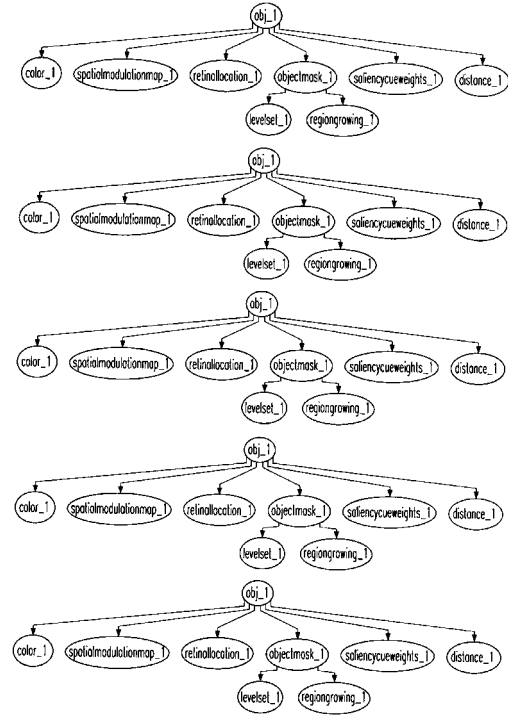 obj_1
color_1 spatialmodulationmap_1 retinallocation_1 objectmask_1 saliencycueweights_1 distance_1
levelset_1 regiongrowing_1
obj_1
color_1 spatialmodulationmap_1 retinallocation_1 objectmask_1 saliencycueweights_1 distance_1
levelset_1 regiongrowing_1
obj_1
color_1 spatialmodulationmap_1 retinallocation_1 objectmask_1 saliencycueweights_1 distance_1
levelset_1 regiongrowing_1
obj_1
color_1 spatialmodulationmap_1 retinallocation_1 objectmask_1 saliencycueweights_1 distance_1
levelset_1 regiongrowing_1
obj_1
color_1 spatialmodulationmap_1 retinallocation_1 objectmask_1 saliencycueweights_1 distance_1
levelset_1 regiongrowing_1